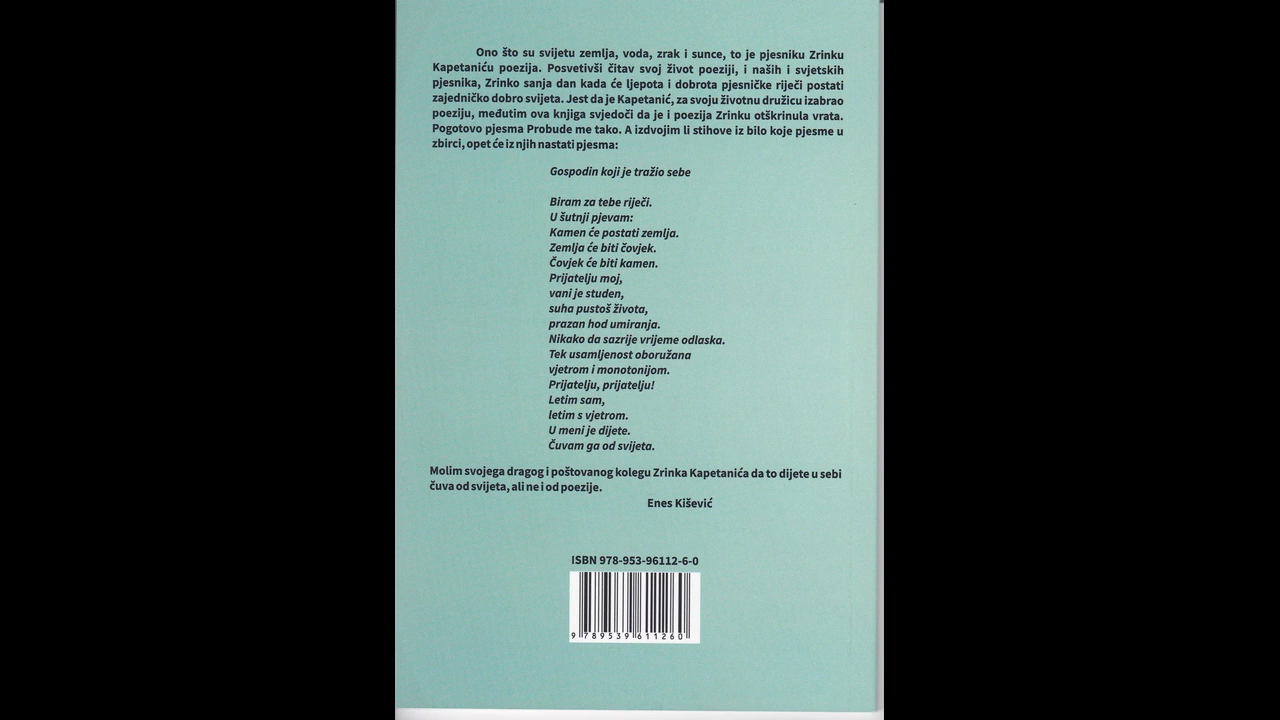 Ono što su svijetu zemlja, voda, zrak i sunce, to je pjesniku Zrinku
Kapetaniću poezija. Posvetivši čitav svoj život poeziji, i naših i svjetskih
pjesnika, Zrinko sanja dan kada će ljepota i dobrota pjesničke riječi postati
zajedničko dobro svijeta. Jest da je Kapetanić, za svoju životnu družicu izabrao
poeziju, međutim ova knjiga svjedoči da je i poezija Zrinku otškrinula vrata.
Pogotovo pjesma Probude me tako. A izdvojim li stihove iz bilo koje pjesme u
zbirci, opet će iz njih nastati pjesma:
Gospodin koji je tražio sebe
Biram za tebe riječi.
U šutnji pjevam:
Kamen će postati zemlja.
Zemlja će biti čovjek.
Čovjek će biti kamen.
Prijatelju moj,
vani je studen,
suha pustoš života,
prazan hod umiranja.
Nikako da sazrije vrijeme odlaska.
Tek usamljenost oboružana
vjetrom i monotonijom.
Prijatelju, prijatelju!
Letim sam,
letim s vjetrom.
U meni je dijete.
Čuvam ga od svijeta.
Molim svojega dragog i poštovanog kolegu Zrinka Kapetanića da to dijete u sebi
čuva od svijeta, ali ne i od poezije.
Enes Kišević
ISBN 978-953-96112-6-0
9 789539 611260